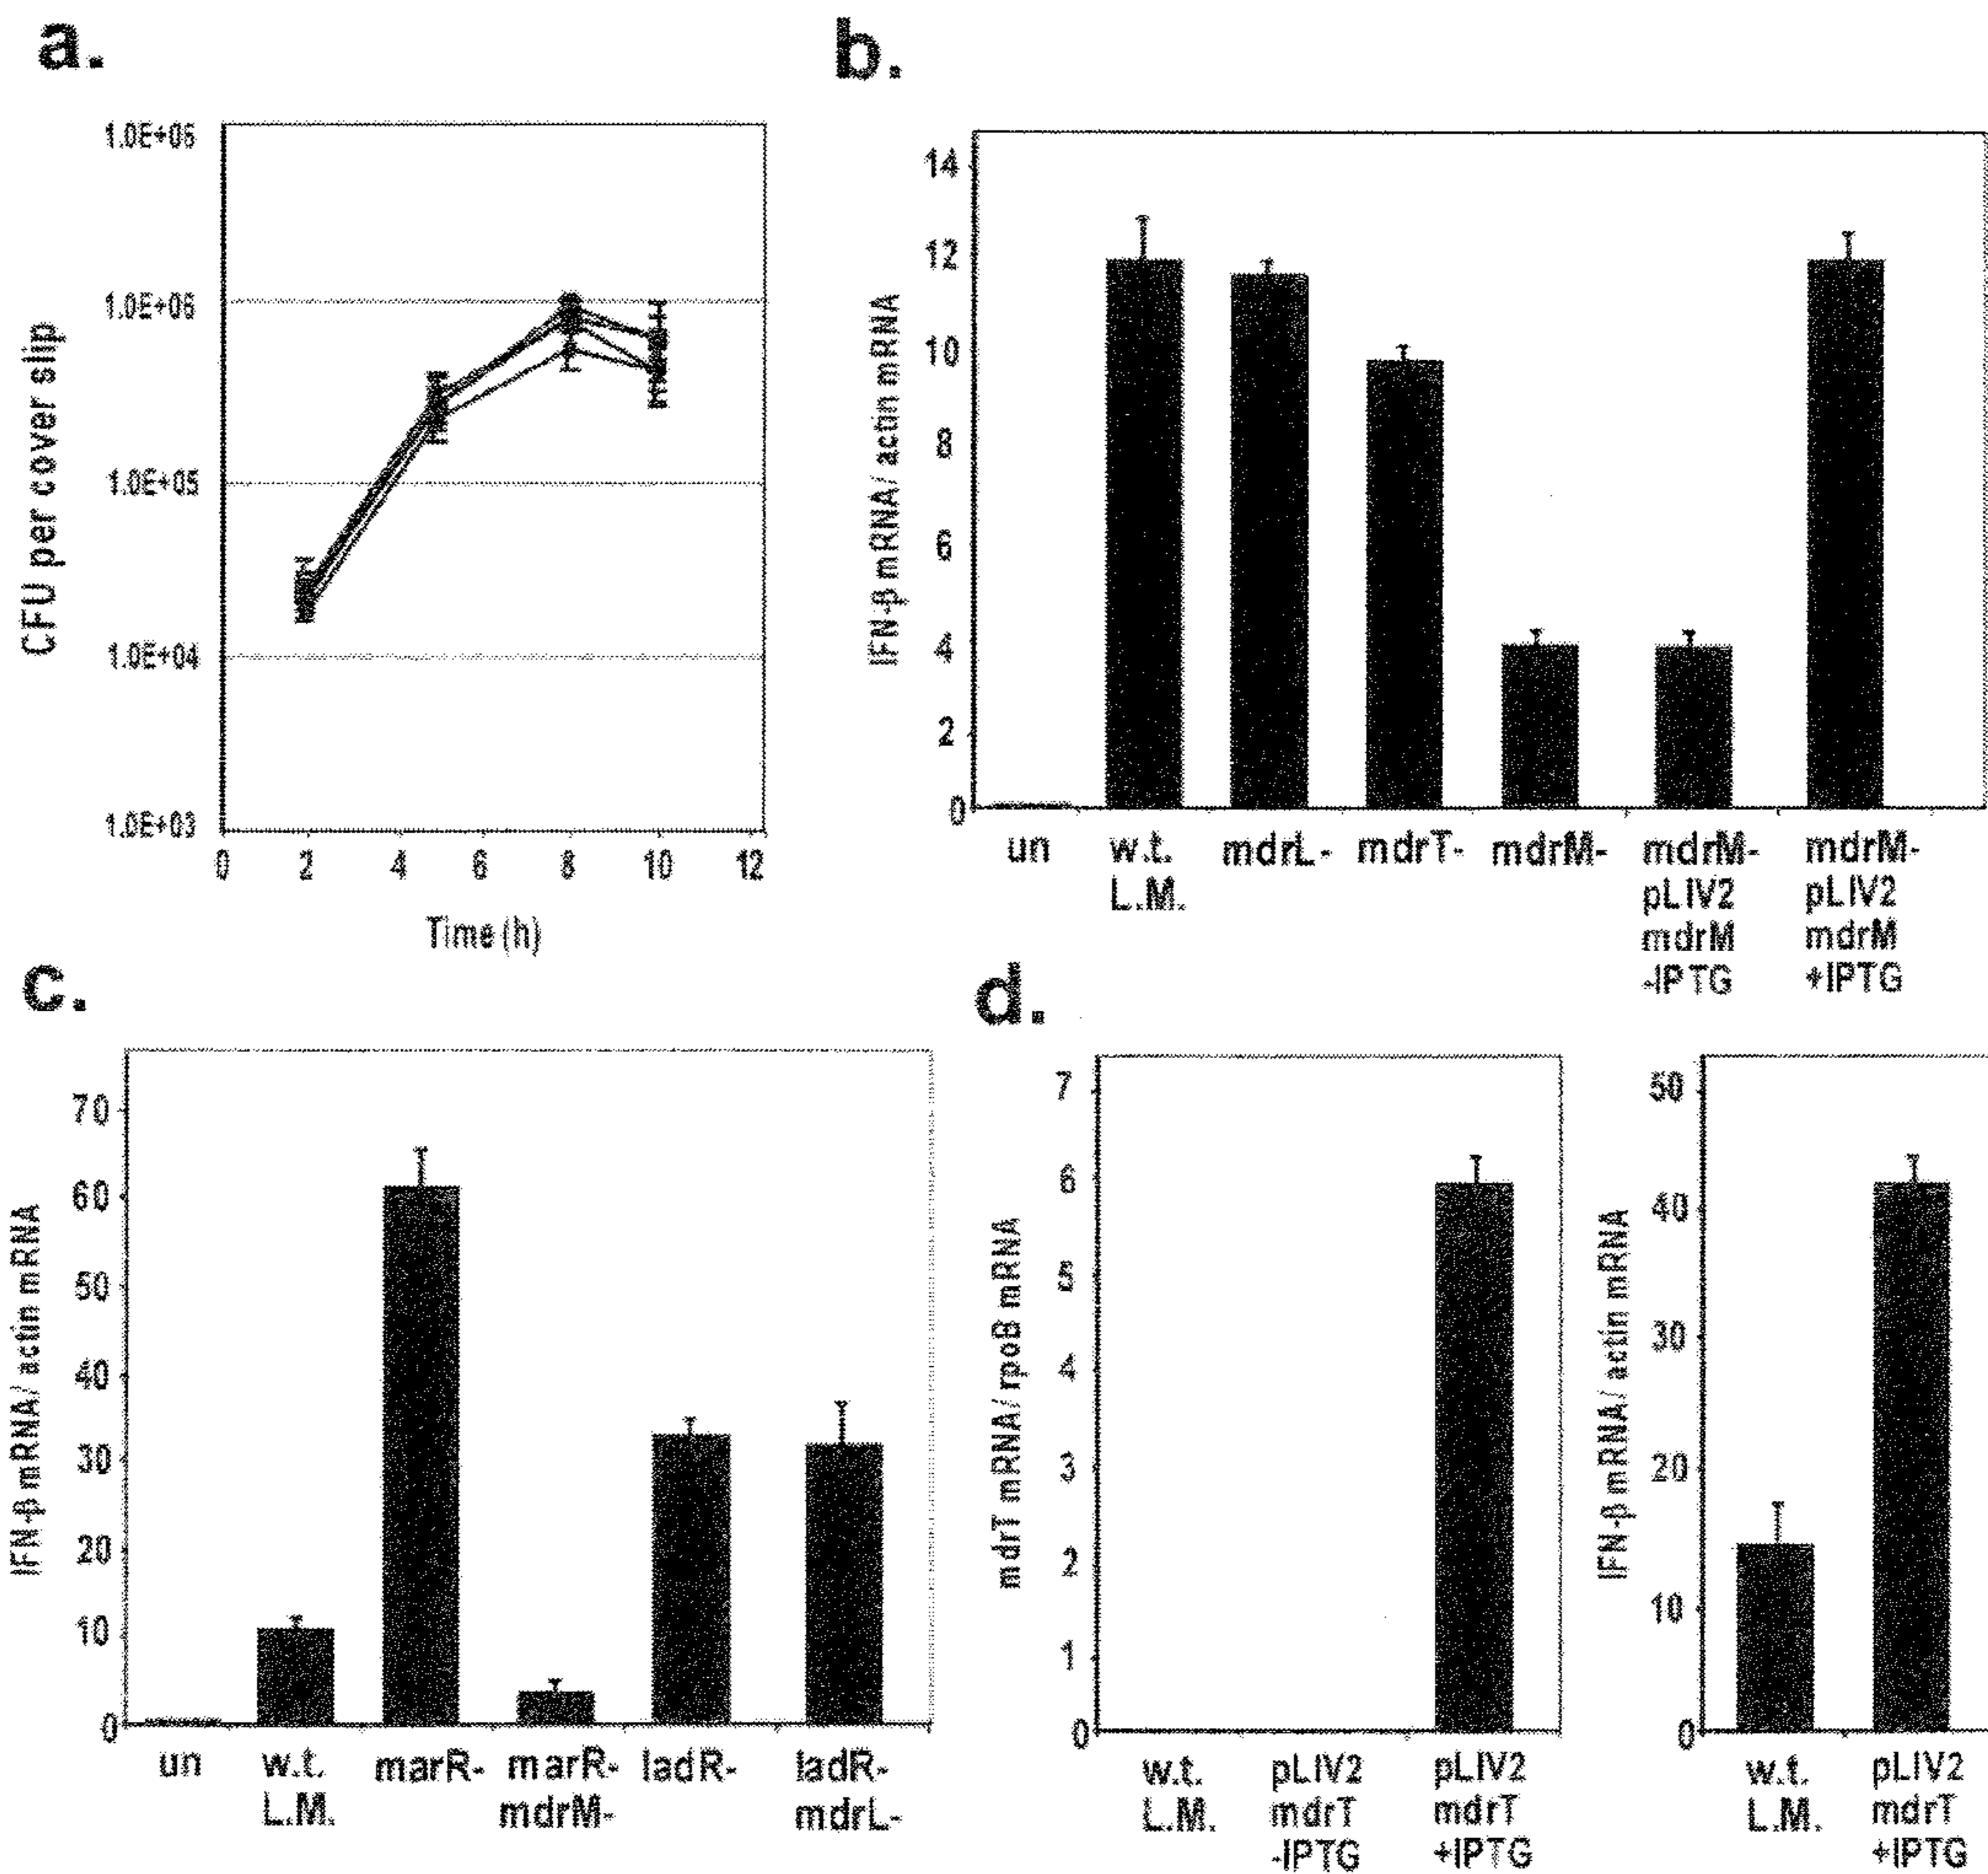 a.
CFU per cover slip
1.0E+06
1.0E+06
1.0E+05
1.0E+04
1.0E+03
0 2 4 6 8 10 12
Time (h)
b.
IFN-β mRNA/ actin mRNA
14
12
10
8
6
4
2
0
un
w.t. L.M.
mdrL-
mdrT-
mdrM-
mdrM- pLIV2 mdrM -IPTG
mdrM- pLIV2 mdrM +IPTG
c.
IFN-β mRNA/ actin mRNA
70
60
50
40
30
20
10
0
un
w.t. L.M.
marR-
marR- mdrM-
ladR-
ladR- mdrL-
d.
mdrT mRNA/ rpoB mRNA
7
6
5
4
3
2
1
0
w.t. L.M.
pLIV2 mdrT -IPTG
pLIV2 mdrT +IPTG
IFN-β mRNA/ actin mRNA
50
40
30
20
10
0
w.t. L.M.
pLIV2 mdrT +IPTG